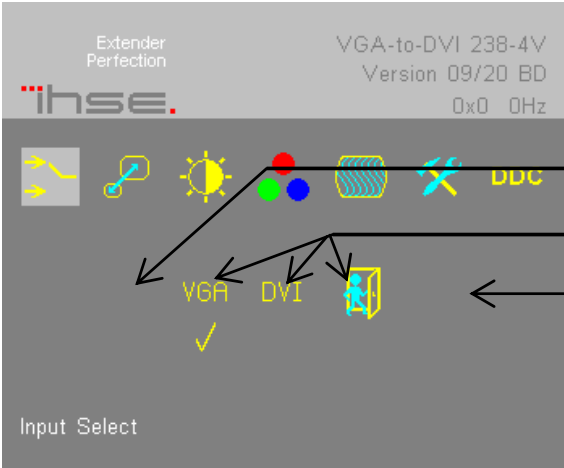 Extender
Perfection
ihse.
VGA-to-DVI 238-4V
Version 09/20 BD
0x0 0Hz
DDC
VGA DVI
Input Select